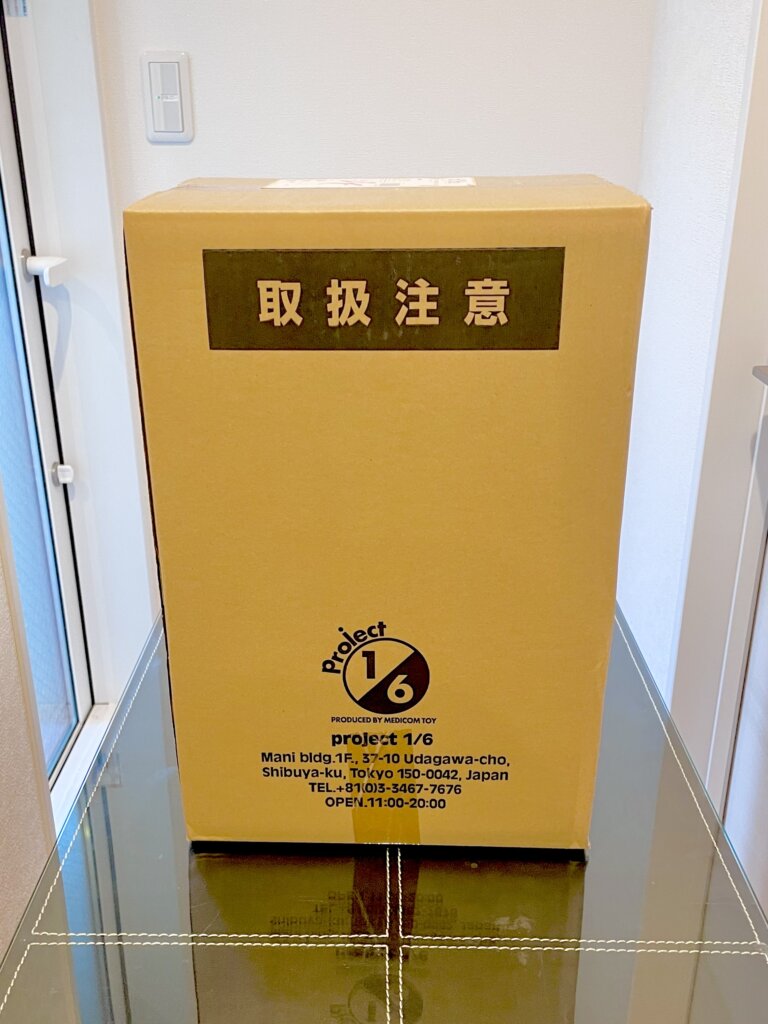 取扱注意
project
1/6
PRODUCED BY MEDICOM TOY
project 1/6
Mani bldg.1F., 37-10 Udagawa-cho,
Shibuya-ku, Tokyo 150-0042, Japan
TEL.+81(0)3-3467-7676
OPEN.11:00-20:00